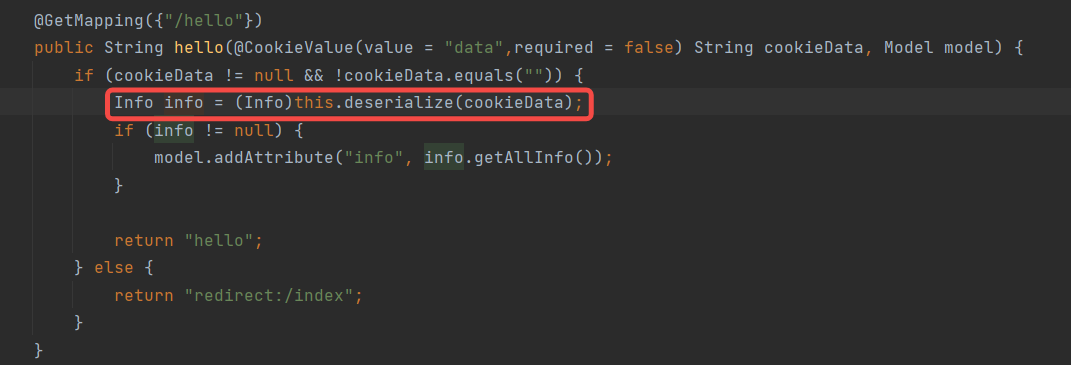 @GetMapping({"/hello"})
public String hello(@CookieValue(value = "data",required = false) String cookieData, Model model) {
    if (cookieData != null && !cookieData.equals("")) {
        Info info = (Info)this.deserialize(cookieData);
        if (info != null) {
            model.addAttribute("info", info.getAllInfo());
        }

        return "hello";
    } else {
        return "redirect:/index";
    }
}